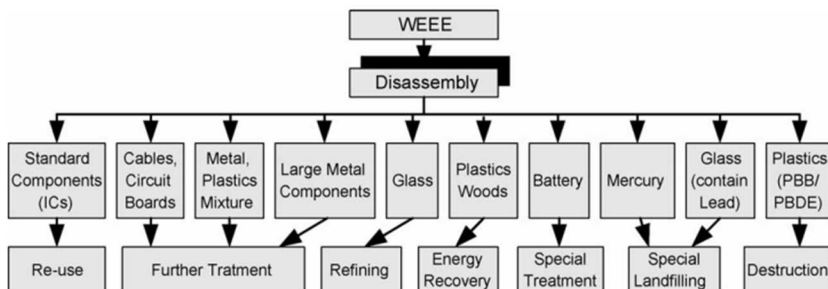 WEEE
Disassembly
Standard
Components
(ICs)
Cables,
Circuit
Boards
Metal,
Plastics
Mixture
Large Metal
Components
Glass
Plastics
Woods
Battery
Mercury
Glass
(contain
Lead)
Plastics
(PBB/
PBDE)
Re-use
Further Tratment
Refining
Energy
Recovery
Special
Treatment
Special
Landfilling
Destruction